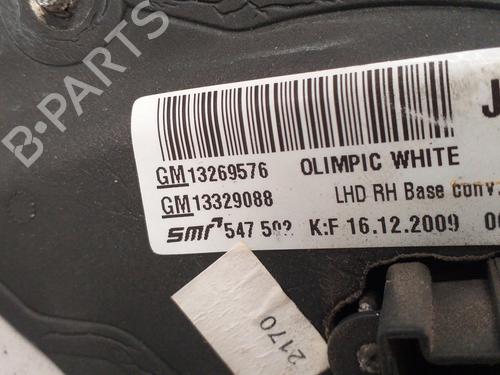 B-PARTS
J
GM13269576 OLIMPIC WHITE
GM13329088 LHD RH Base conv.
smr 547 502 K:F 16.12.2009
2170